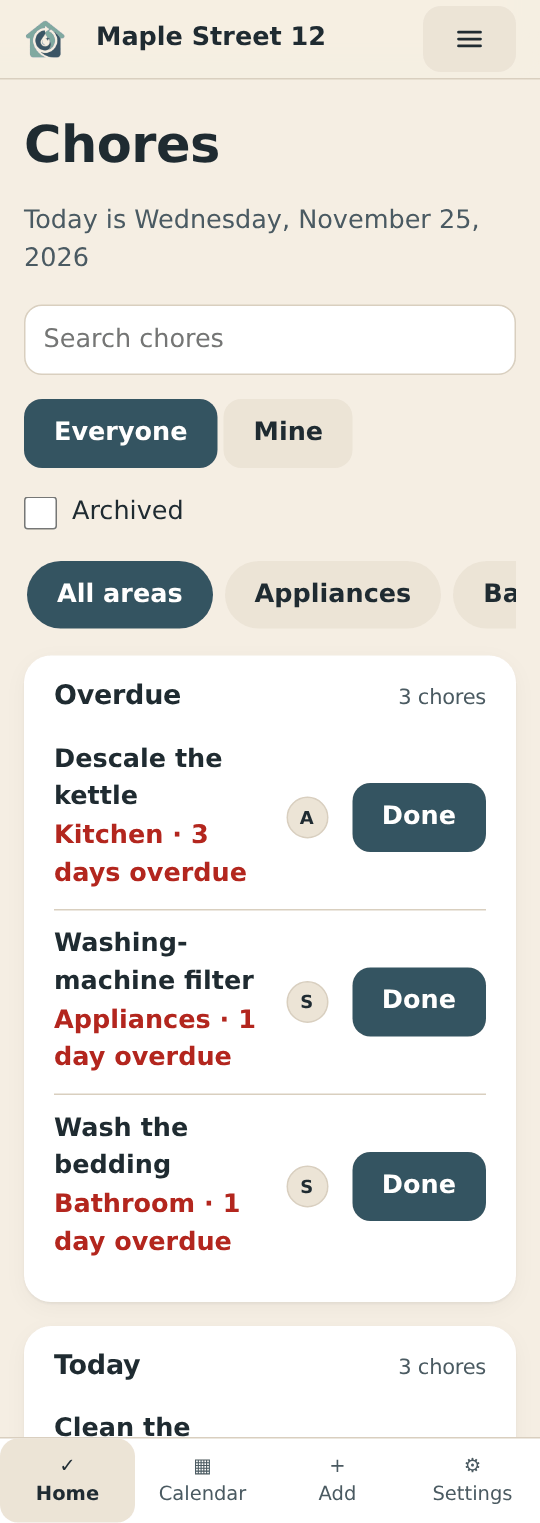 Maple Street 12
Chores
Today is Wednesday, November 25,
2026
Search chores
Everyone
Mine
Archived
All areas
Appliances
Ba
Overdue
3 chores
Descale the
kettle
Kitchen · 3
days overdue
A
Done
Washing-
machine filter
Appliances · 1
day overdue
S
Done
Wash the
bedding
Bathroom · 1
day overdue
S
Done
Today
3 chores
Clean the
✓
Home
▦
Calendar
+
Add
⚙
Settings